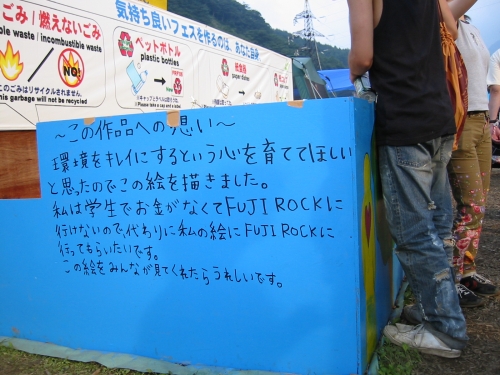 ごみ/燃えないごみ
ble waste / incombustible waste
NO!
このごみはリサイクルされません
This garbage will not be recycled
気持ち良いフェスを作るのは、あなた自身
ペットボトル
plastic bottles
紙食器
paper dishes
～この作品への想い～
環境をキレイにするという心を育ててほしい
と思ったのでこの絵を描きました。
私は学生でお金がなくてFUJI ROCKに
行けないので、代わりに私の絵にFUJI ROCKに
行ってもらいたいです。
この絵をみんなが見てくれたらうれしいです。